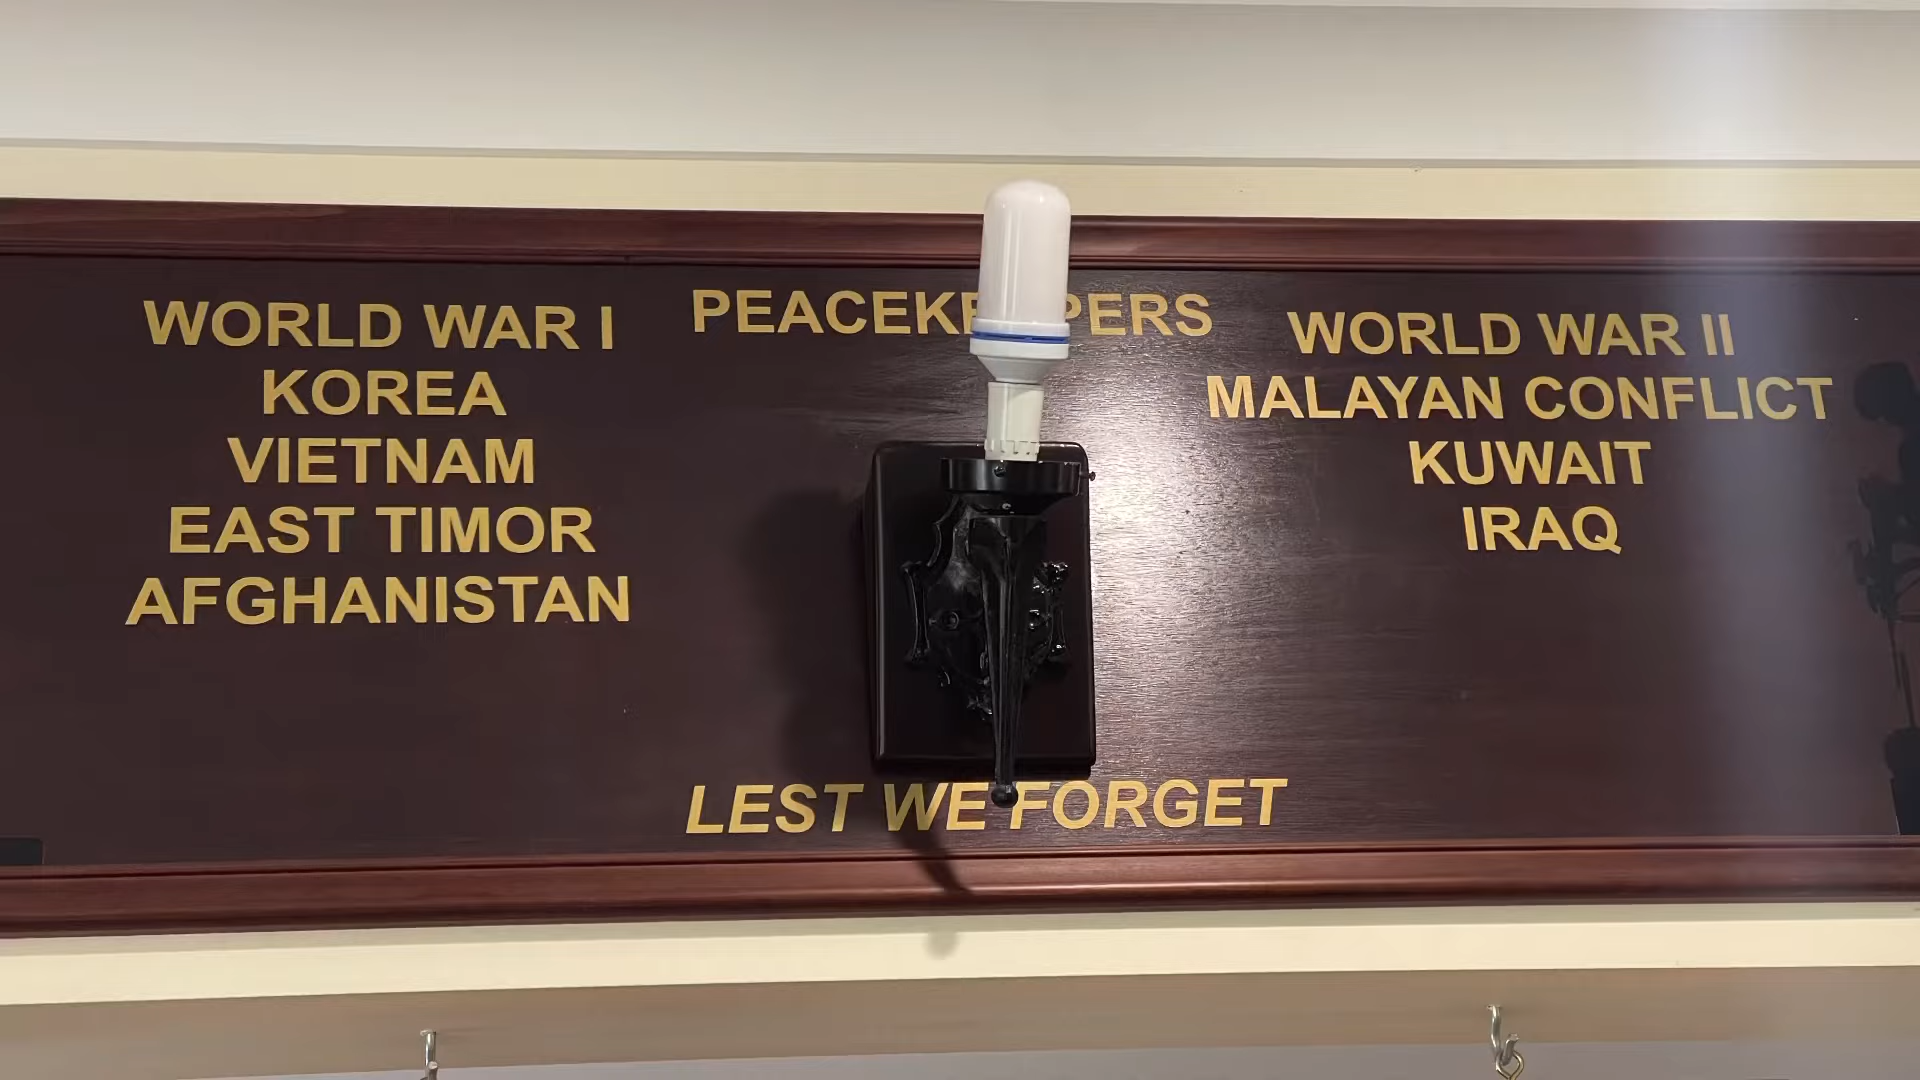 WORLD WAR I
KOREA
VIETNAM
EAST TIMOR
AFGHANISTAN
PEACEKEEPERS
WORLD WAR II
MALAYAN CONFLICT
KUWAIT
IRAQ
LEST WE FORGET